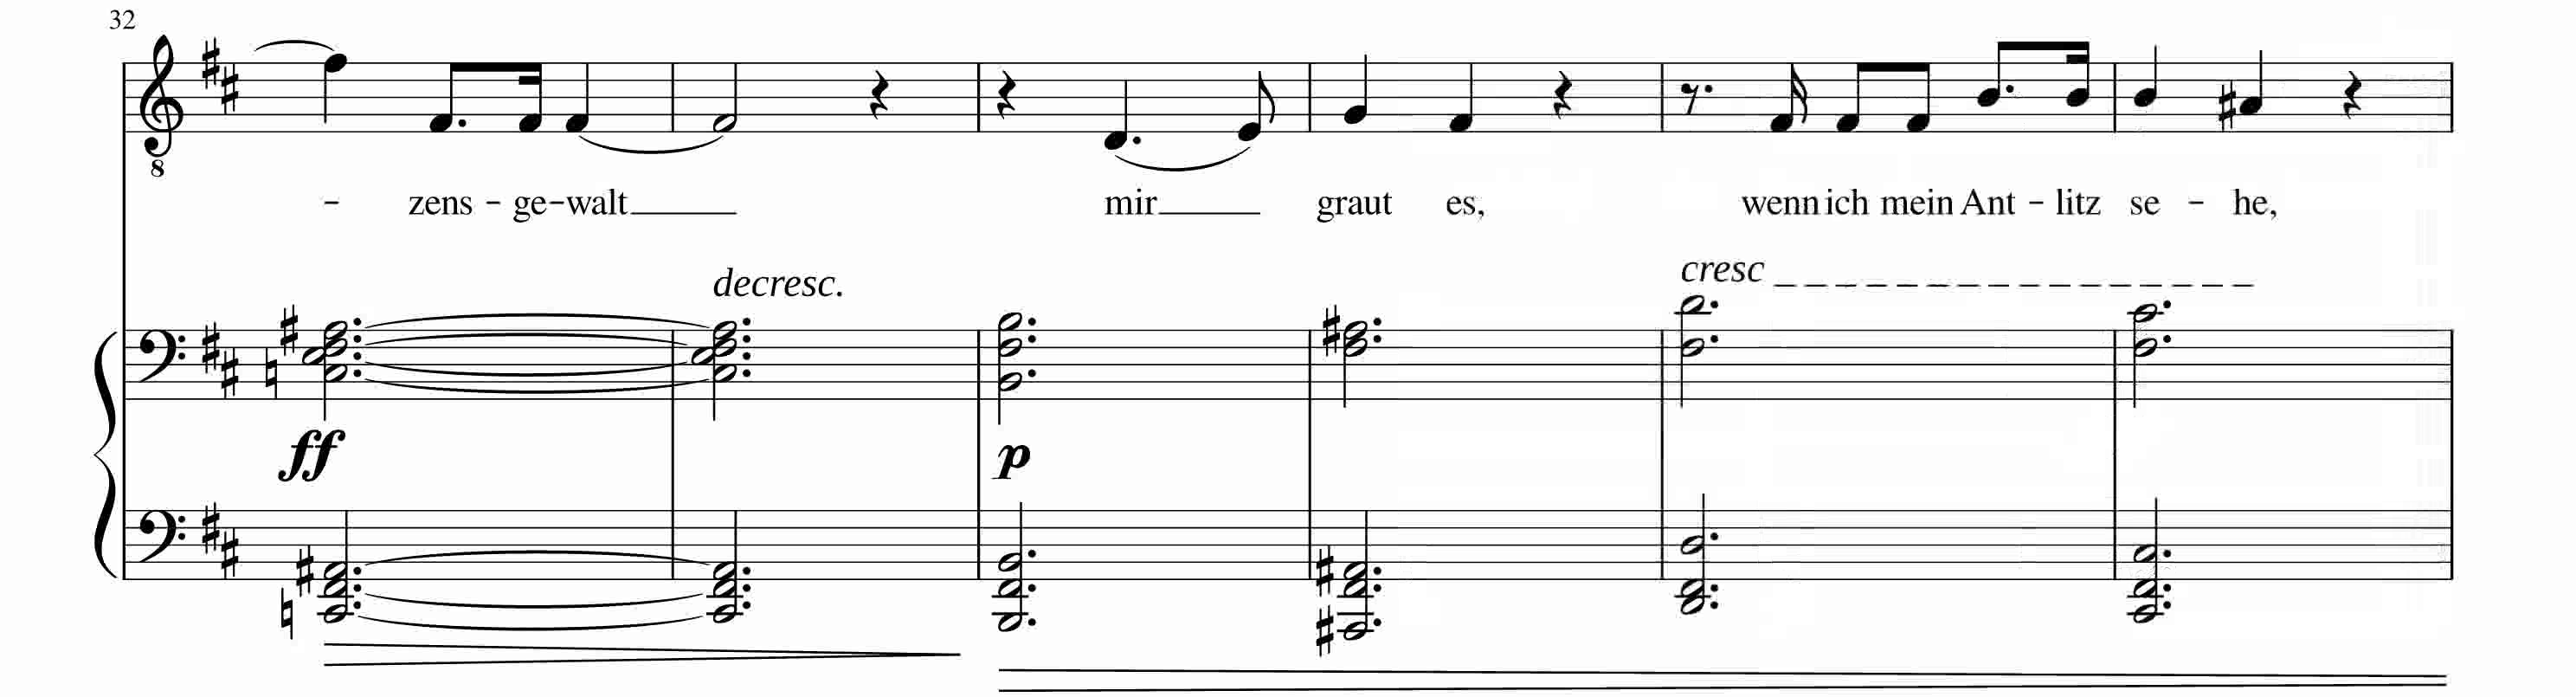 32
8
- zens - ge-walt mir graut es, wenn ich mein Ant - litz se - he,
decresc.
cresc
ff
p